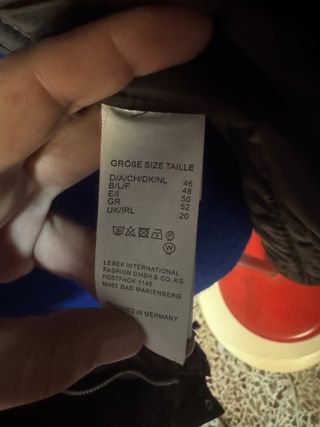 GRÖßE SIZE TAILLE
D/A/CH/DK/NL 46
B/L/F 48
E/I 50
GR 52
UK/IRL 20
P
W
LEBEK INTERNATIONAL
FASHION GMBH & CO. KG
POSTFACH 1140
56463 BAD MARIENBERG
IN GERMANY